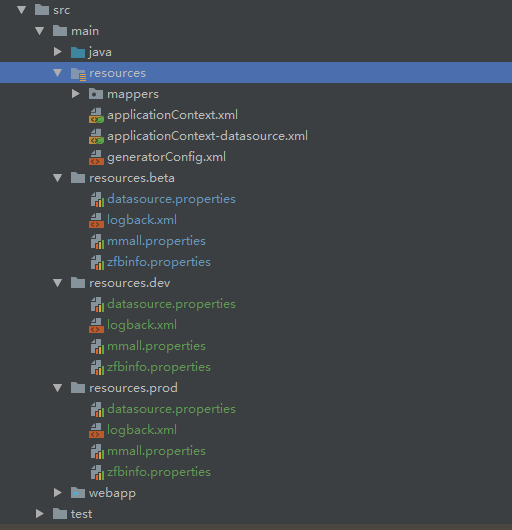 src
main
java
resources
mappers
applicationContext.xml
applicationContext-datasource.xml
generatorConfig.xml
resources.beta
datasource.properties
logback.xml
mmall.properties
zfbinfo.properties
resources.dev
datasource.properties
logback.xml
mmall.properties
zfbinfo.properties
resources.prod
datasource.properties
logback.xml
mmall.properties
zfbinfo.properties
webapp
test